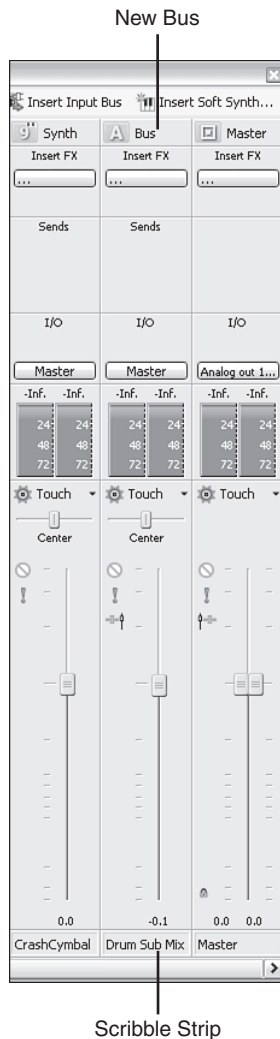 New Bus
Insert Input Bus Insert Soft Synth...
Synth Bus Master
Insert FX Insert FX Insert FX
... ... ...
Sends Sends
I/O I/O I/O
Master Master Analog out 1...
-Inf. -Inf. -Inf. -Inf. -Inf. -Inf.
24 24 24 24 24 24
48 48 48 48 48 48
72 72 72 72 72 72
Touch Touch Touch
Center Center
0.0 -0.1 0.0 0.0
CrashCymbal Drum Sub Mix Master
Scribble Strip